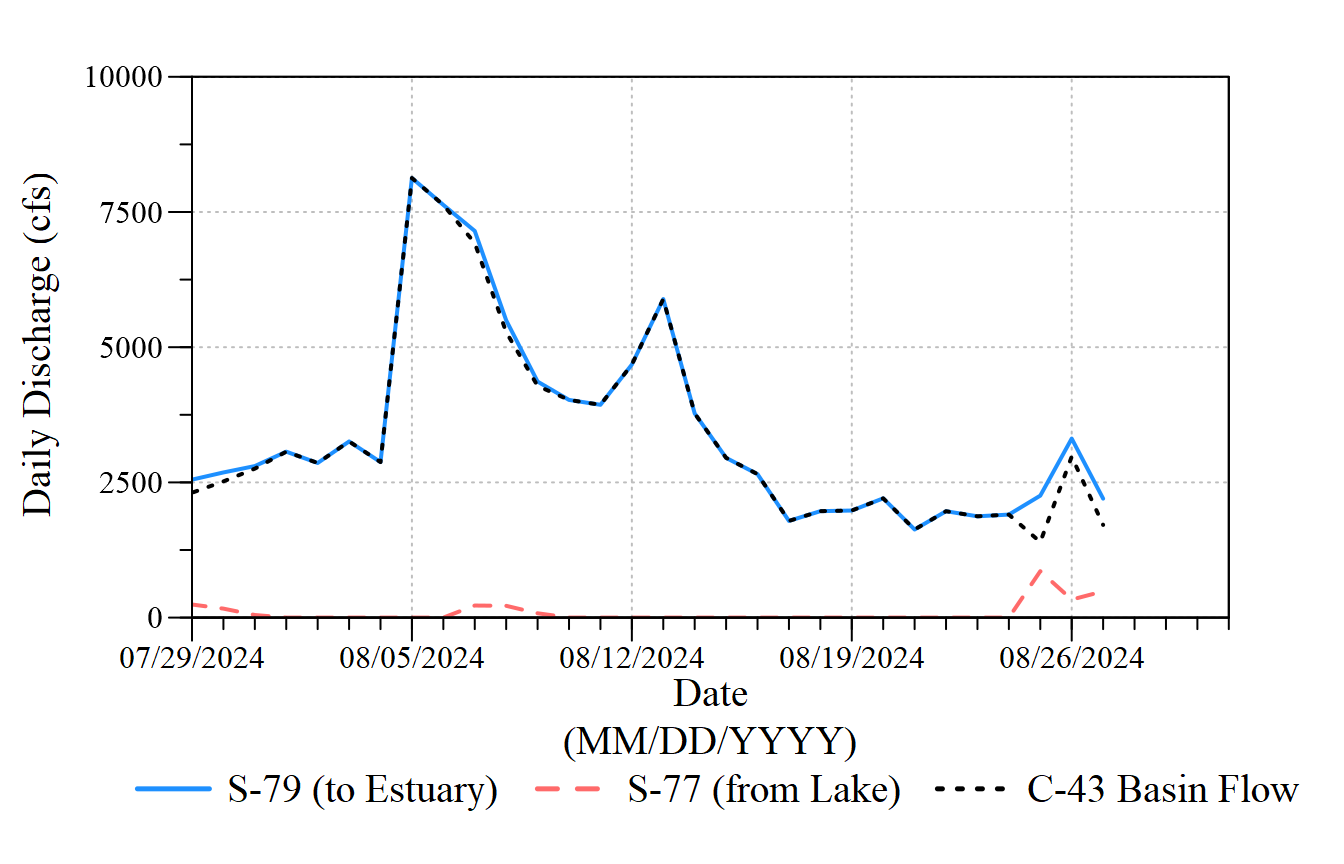 10000
7500
5000
2500
0
Daily Discharge (cfs)
07/29/2024 08/05/2024 08/12/2024 08/19/2024 08/26/2024
Date
(MM/DD/YYYY)
S-79 (to Estuary) S-77 (from Lake) C-43 Basin Flow